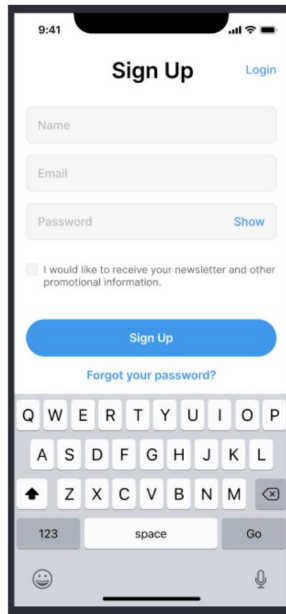 9:41
Sign Up
Login
Name
Email
Password
Show
I would like to receive your newsletter and other
promotional information.
Sign Up
Forgot your password?
Q W E R T Y U I O P
A S D F G H J K L
Z X C V B N M
123 space Go